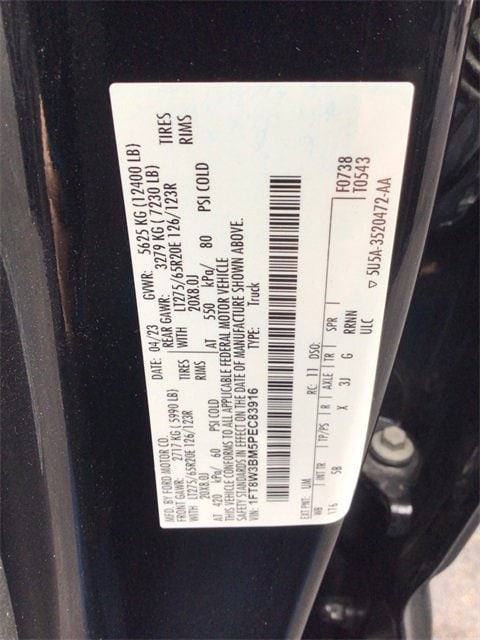 MFD. BY FORD MOTOR CO.
DATE: 04/23 GVWR: 5625 KG (12400 LB)
FRONT GAWR: 2717 KG (5990 LB) REAR GAWR: 3279 KG (7230 LB)
WITH LT275/65R20E 126/123R TIRES WITH LT275/65R20E 126/123R TIRES
20X8.0J RIMS 20X8.0J RIMS
AT 420 kPa/ 60 PSI COLD AT 550 kPa/ 80 PSI COLD
THIS VEHICLE CONFORMS TO ALL APPLICABLE FEDERAL MOTOR VEHICLE
SAFETY STANDARDS IN EFFECT ON THE DATE OF MANUFACTURE SHOWN ABOVE.
VIN: 1FT8W3BM5PEC83916 TYPE: Truck
F0738
T0543
EXT PNT: UM RC: 11 DSO:
WB INT TR TP/PS R AXLE TR SPR
176 5B X 3J G RRNN
ULC
▽ 5U5A-3520472-AA